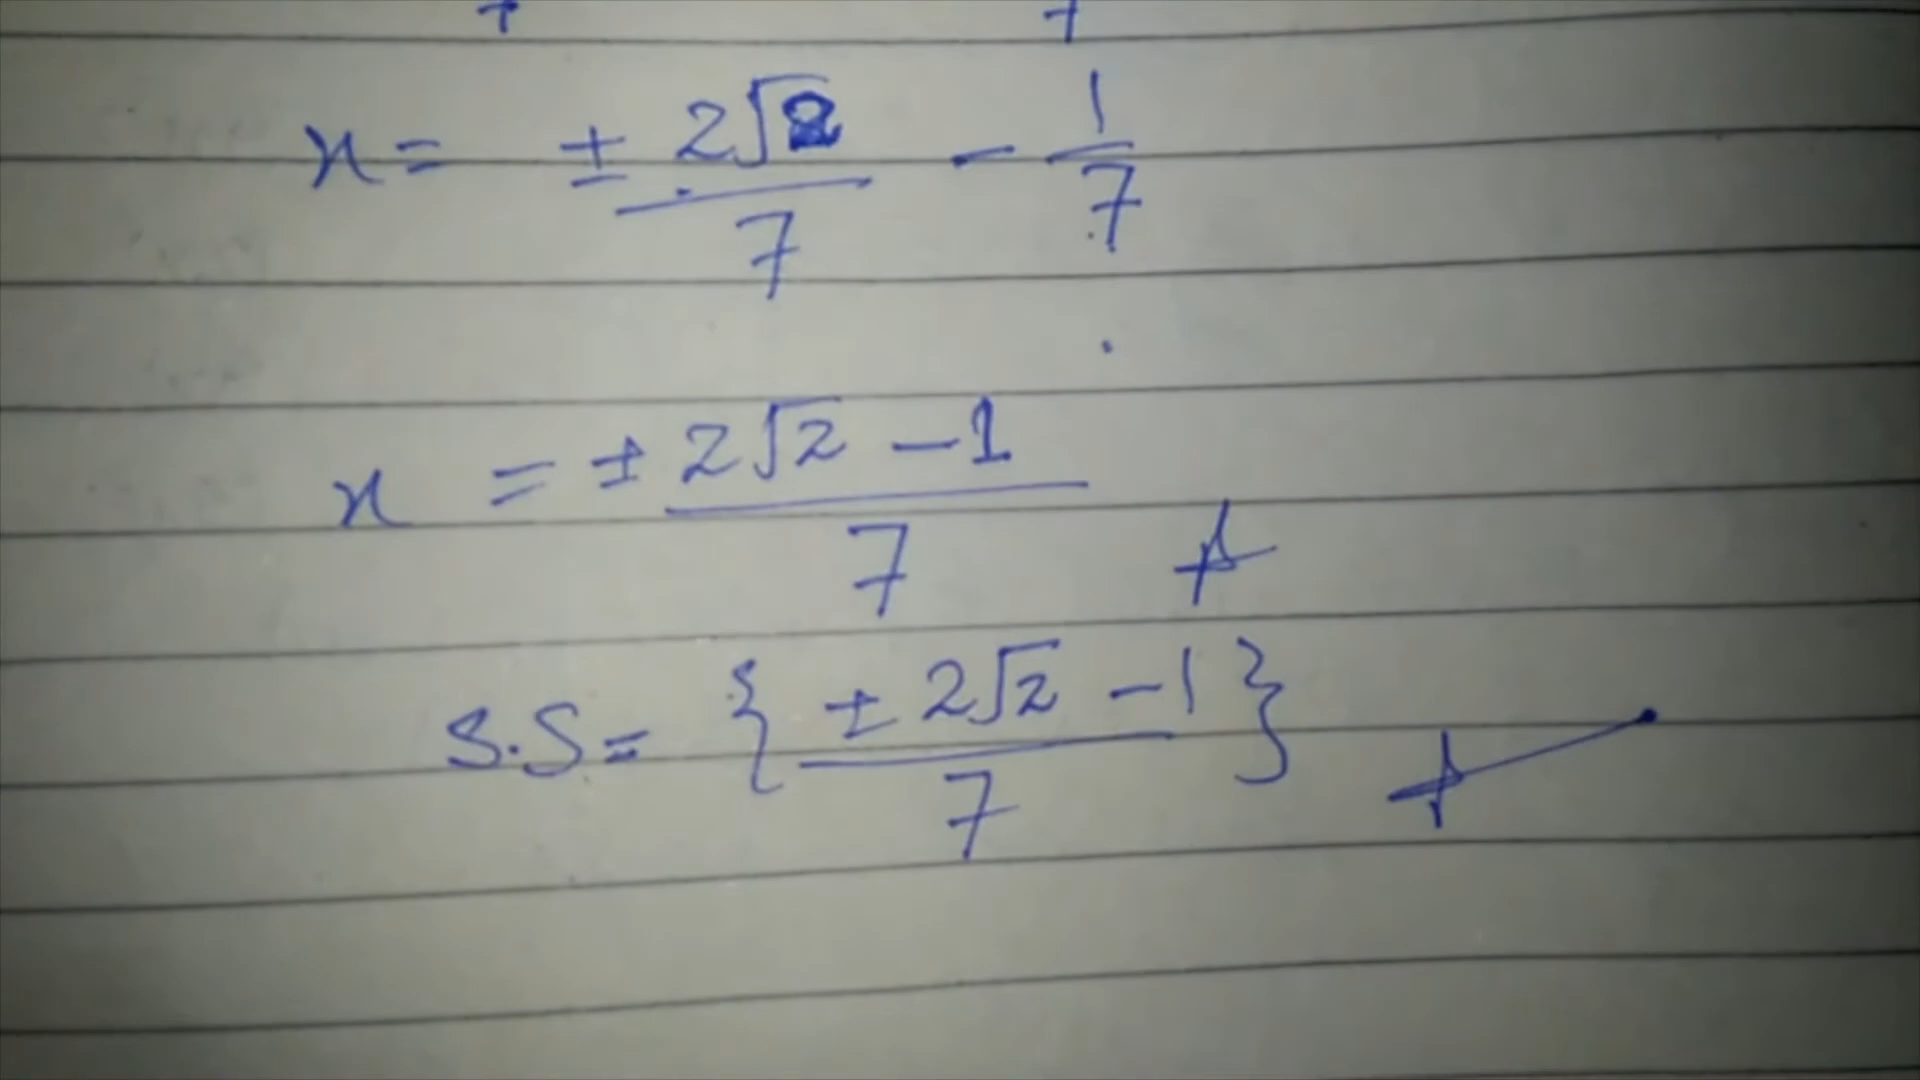 x = ± 2√2/7 - 1/7
x = ± 2√2 - 1/7
S.S = { ± 2√2 - 1/7 }